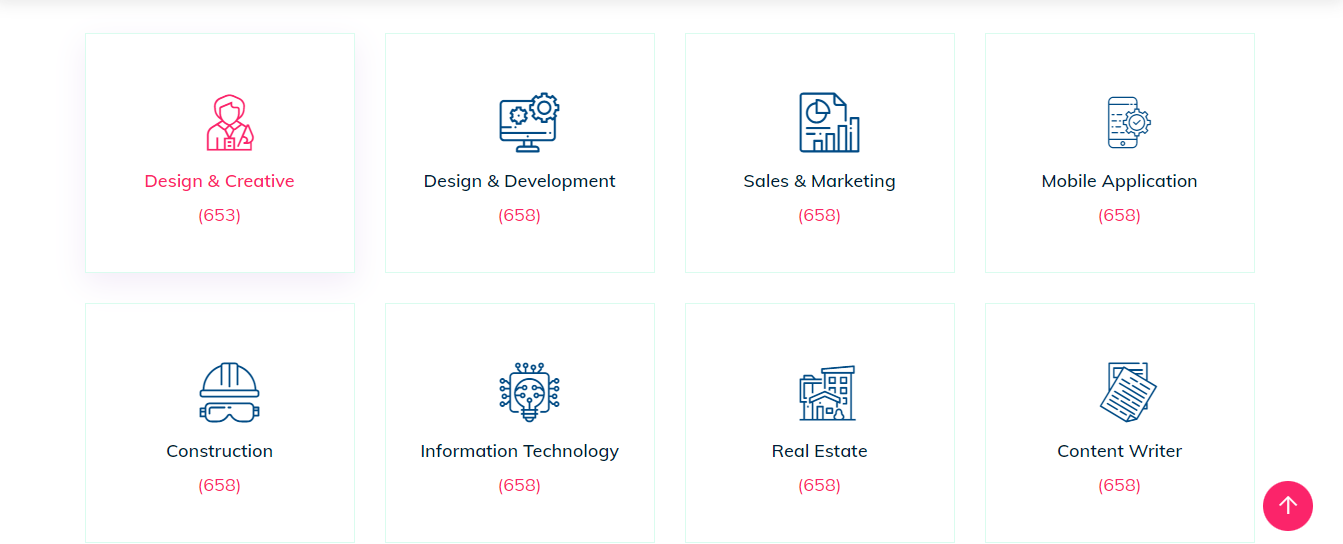 Design & Creative
(653)
Design & Development
(658)
Sales & Marketing
(658)
Mobile Application
(658)
Construction
(658)
Information Technology
(658)
Real Estate
(658)
Content Writer
(658)